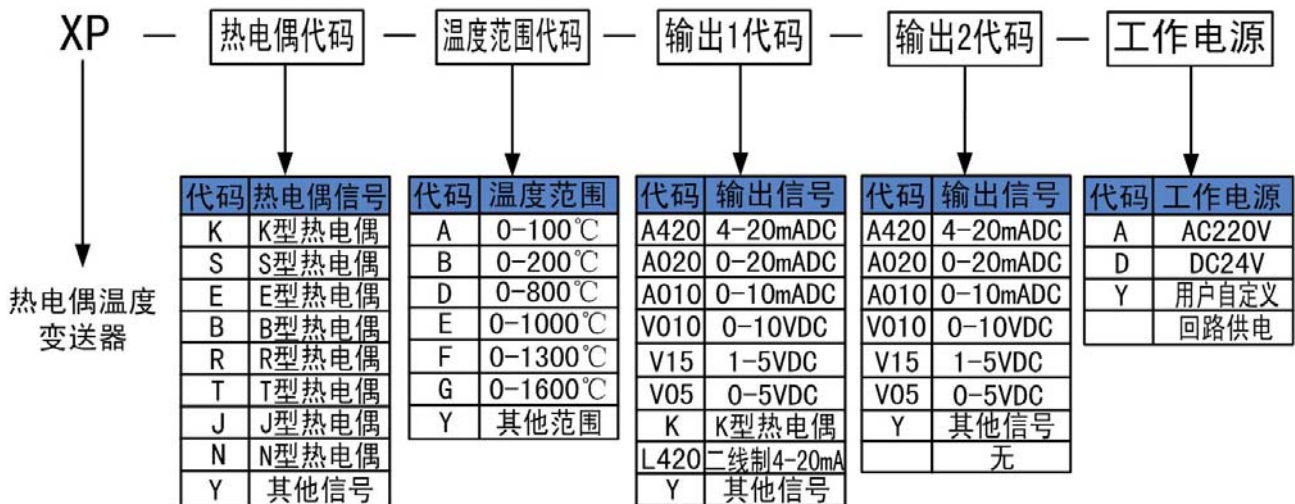 XP — 热电偶代码 — 温度范围代码 — 输出1代码 — 输出2代码 — 工作电源
热电偶温度
变送器
代码 热电偶信号
K K型热电偶
S S型热电偶
E E型热电偶
B B型热电偶
R R型热电偶
T T型热电偶
J J型热电偶
N N型热电偶
Y 其他信号
代码 温度范围
A 0-100℃
B 0-200℃
D 0-800℃
E 0-1000℃
F 0-1300℃
G 0-1600℃
Y 其他范围
代码 输出信号
A420 4-20mADC
A020 0-20mADC
A010 0-10mADC
V010 0-10VDC
V15 1-5VDC
V05 0-5VDC
K K型热电偶
L420 二线制4-20mA
Y 其他信号
代码 输出信号
A420 4-20mADC
A020 0-20mADC
A010 0-10mADC
V010 0-10VDC
V15 1-5VDC
V05 0-5VDC
Y 其他信号
无
代码 工作电源
A AC220V
D DC24V
Y 用户自定义
回路供电